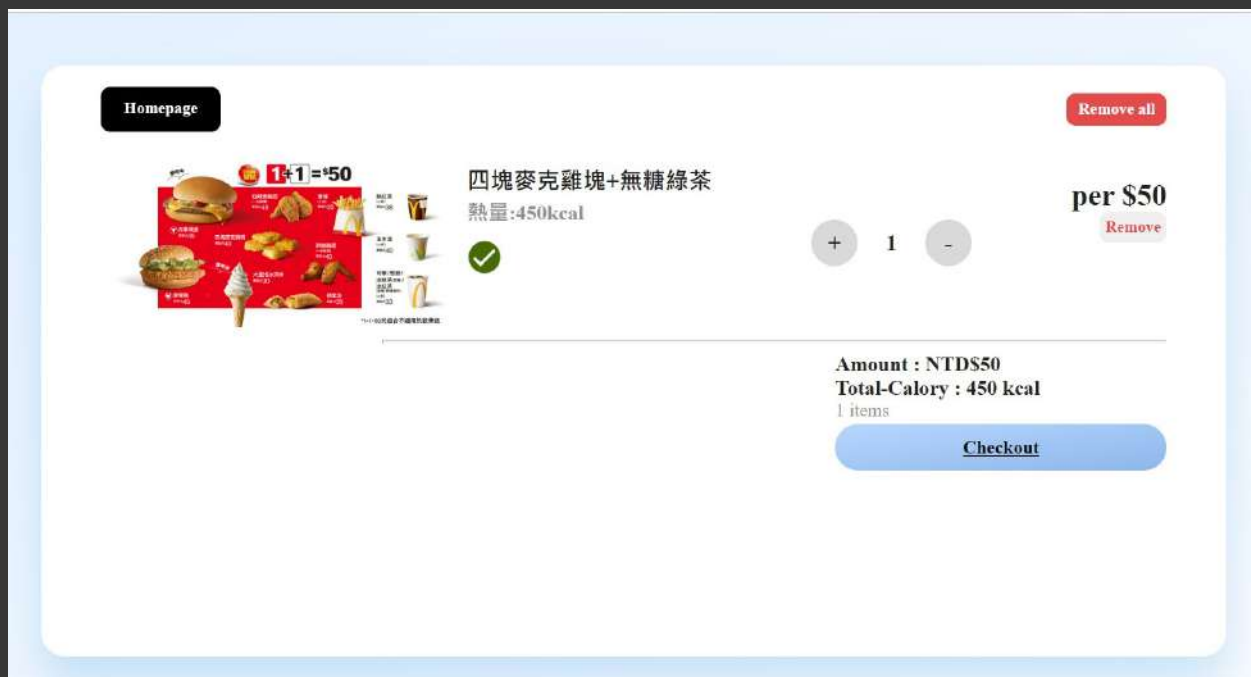 Homepage
Remove all
1+1=$50
四塊麥克雞塊+無糖綠茶
熱量:450kcal
per $50
Remove
+ 1 -
Amount : NTD$50
Total-Calory : 450 kcal
1 items
Checkout